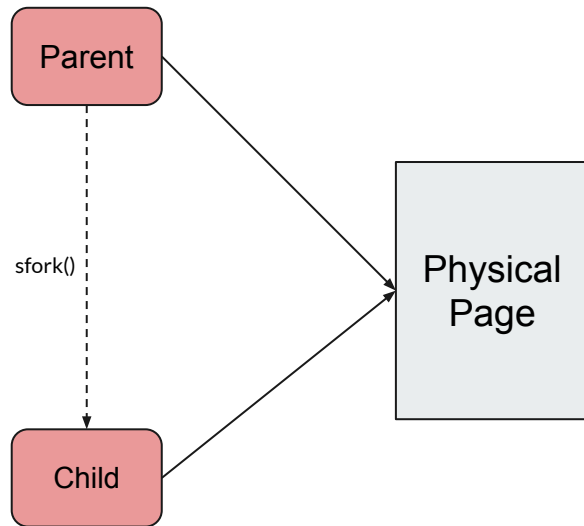 Parent
sfork()
Physical
Page
Child